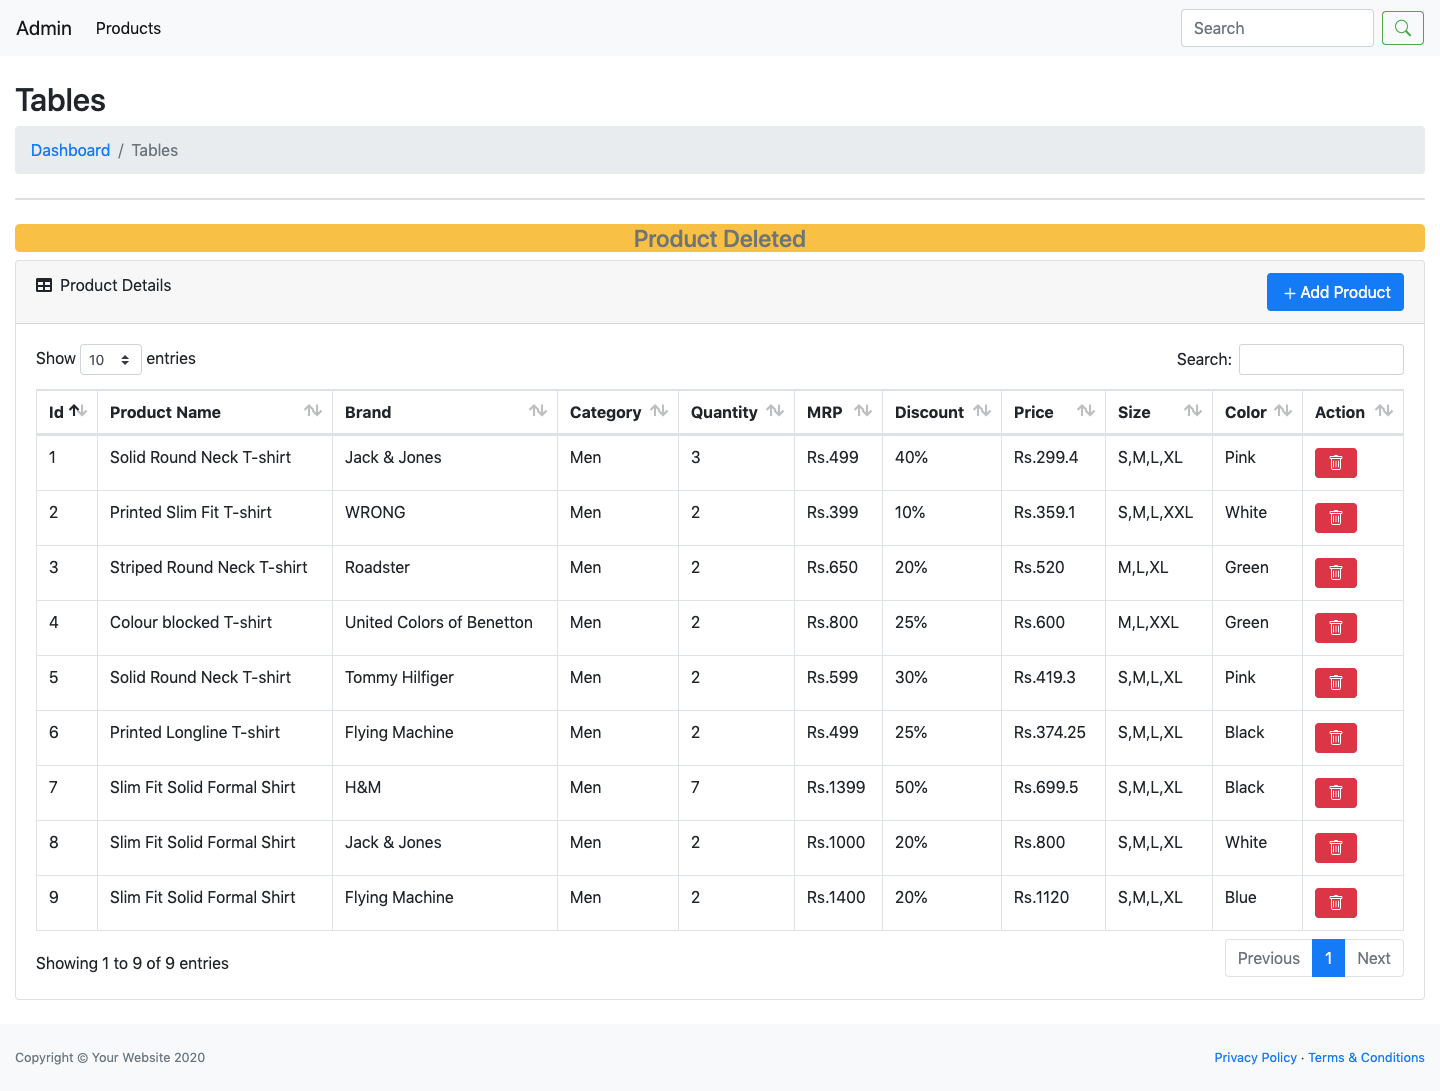 Admin Products Search
Tables
Dashboard / Tables
Product Deleted
Product Details + Add Product
Show 10 entries Search:
Id Product Name Brand Category Quantity MRP Discount Price Size Color Action
1 Solid Round Neck T-shirt Jack & Jones Men 3 Rs.499 40% Rs.299.4 S,M,L,XL Pink
2 Printed Slim Fit T-shirt WRONG Men 2 Rs.399 10% Rs.359.1 S,M,L,XXL White
3 Striped Round Neck T-shirt Roadster Men 2 Rs.650 20% Rs.520 M,L,XL Green
4 Colour blocked T-shirt United Colors of Benetton Men 2 Rs.800 25% Rs.600 M,L,XXL Green
5 Solid Round Neck T-shirt Tommy Hilfiger Men 2 Rs.599 30% Rs.419.3 S,M,L,XL Pink
6 Printed Longline T-shirt Flying Machine Men 2 Rs.499 25% Rs.374.25 S,M,L,XL Black
7 Slim Fit Solid Formal Shirt H&M Men 7 Rs.1399 50% Rs.699.5 S,M,L,XL Black
8 Slim Fit Solid Formal Shirt Jack & Jones Men 2 Rs.1000 20% Rs.800 S,M,L,XL White
9 Slim Fit Solid Formal Shirt Flying Machine Men 2 Rs.1400 20% Rs.1120 S,M,L,XL Blue
Showing 1 to 9 of 9 entries Previous 1 Next
Copyright © Your Website 2020 Privacy Policy · Terms & Conditions